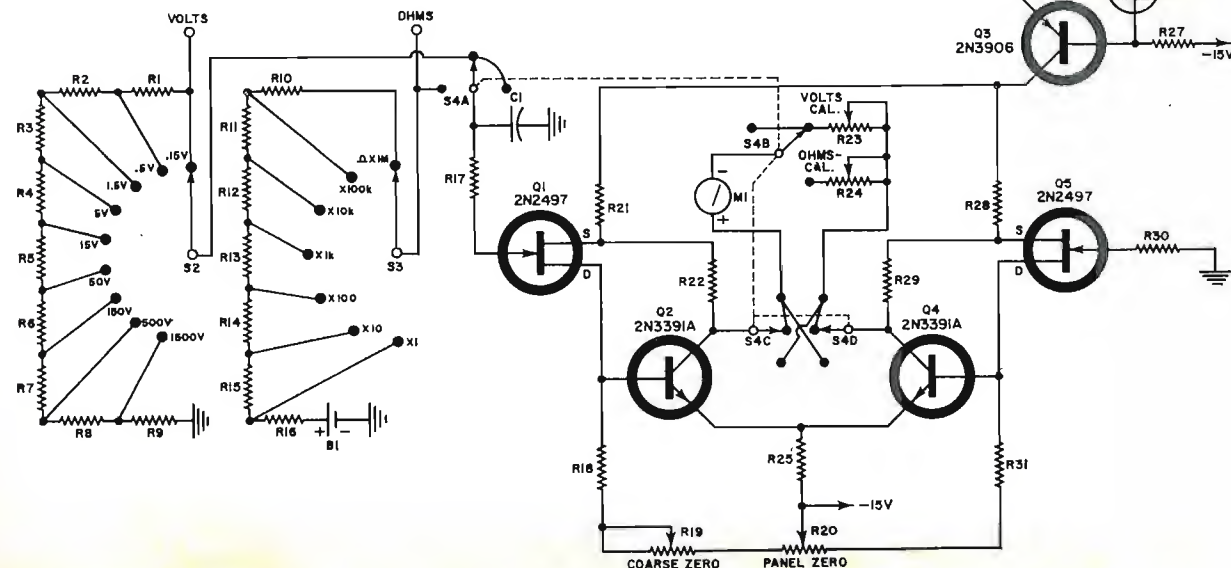 VOLTS
OHMS
Q3
2N3906
R27
-15V
R2
R1
R10
S4A
C1
VOLTS
CAL.
R3
R11
R23
.15V
.5V
1.5V
ΩX1M
X100k
S4B
OHMS-
CAL.
R4
R12
R17
-
M1
+
R24
5V
X10k
Q1
2N2497
R21
R28
Q5
2N2497
15V
S2
X1k
S3
S
S
R30
R5
R13
D
R22
R29
D
50V
X100
150V
R6
R14
Q2
2N3391A
Q4
2N3391A
500V
1500V
X10
X1
S4C
S4D
R7
R15
R8
R9
R16
+
B1
-
R18
R25
R31
-15V
R19
R20
COARSE ZERO
PANEL ZERO